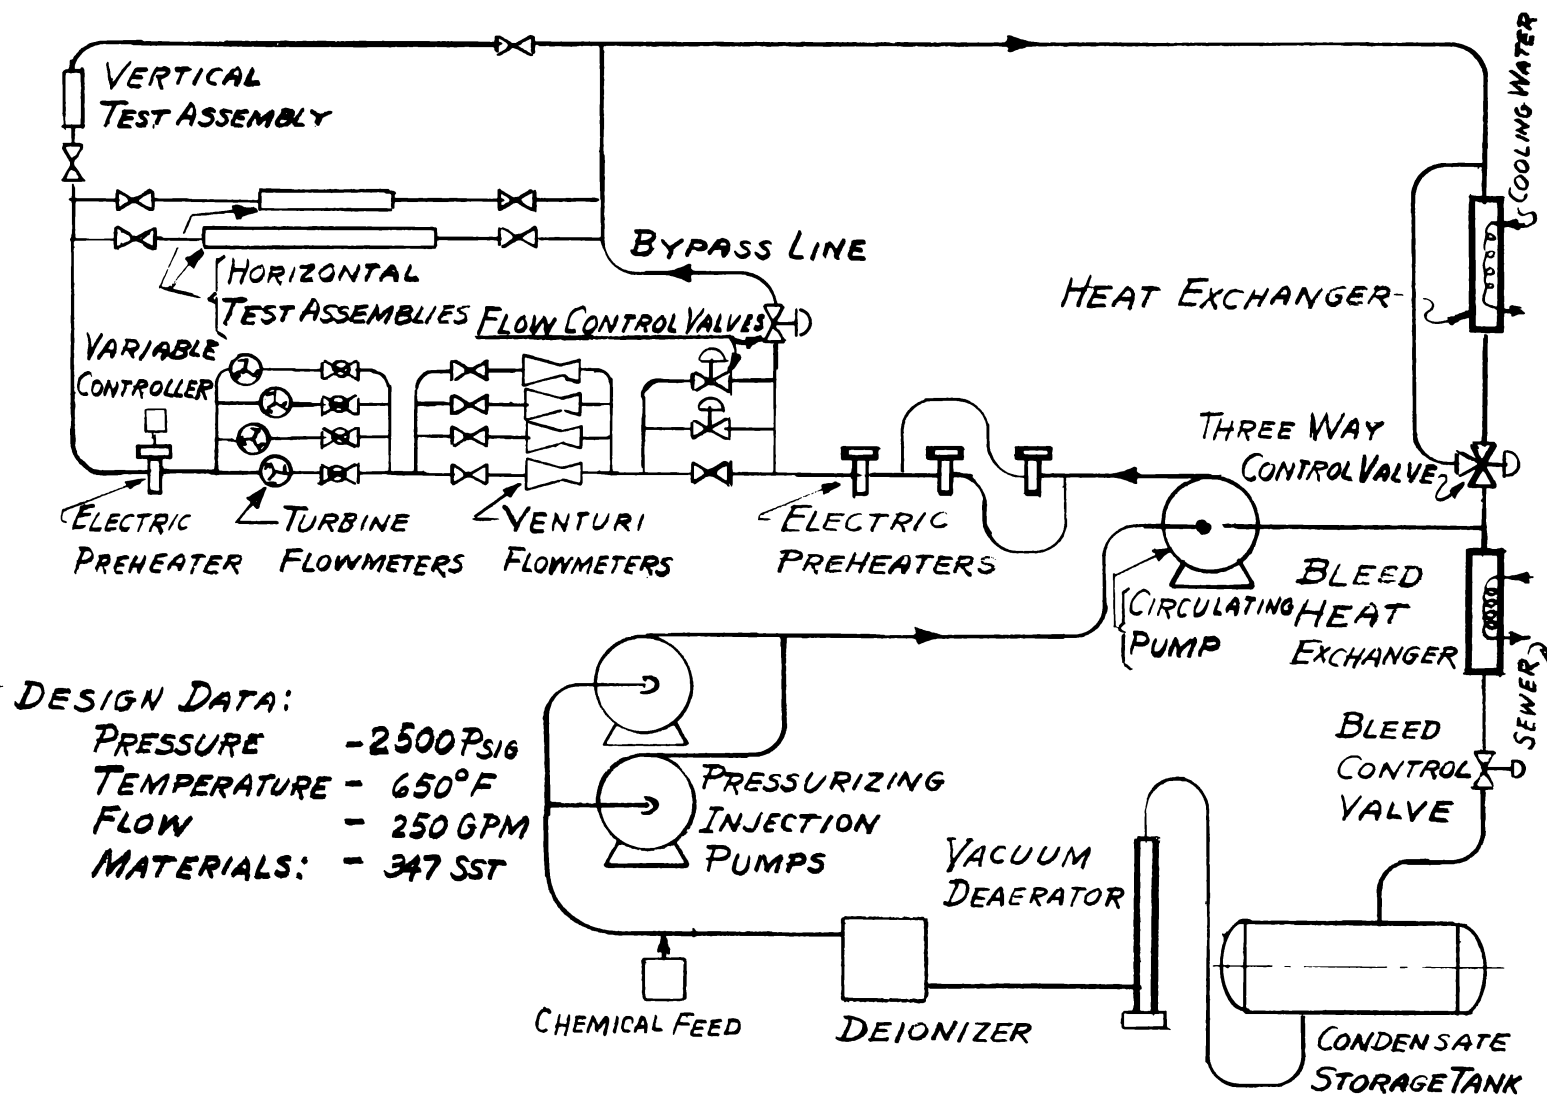 VERTICAL
TEST ASSEMBLY
COOLING WATER
BYPASS LINE
HORIZONTAL
TEST ASSEMBLIES
FLOW CONTROL VALVES
HEAT EXCHANGER
VARIABLE
CONTROLLER
THREE WAY
CONTROL VALVE
ELECTRIC
PREHEATER
TURBINE
FLOWMETERS
VENTURI
FLOWMETERS
ELECTRIC
PREHEATERS
CIRCULATING
PUMP
BLEED
HEAT
EXCHANGER
SEWER
DESIGN DATA:
PRESSURE - 2500 PSIG
TEMPERATURE - 650°F
FLOW - 250 GPM
MATERIALS: - 347 SST
PRESSURIZING
INJECTION
PUMPS
BLEED
CONTROL
VALVE
VACUUM
DEAERATOR
CHEMICAL FEED
DEIONIZER
CONDENSATE
STORAGE TANK